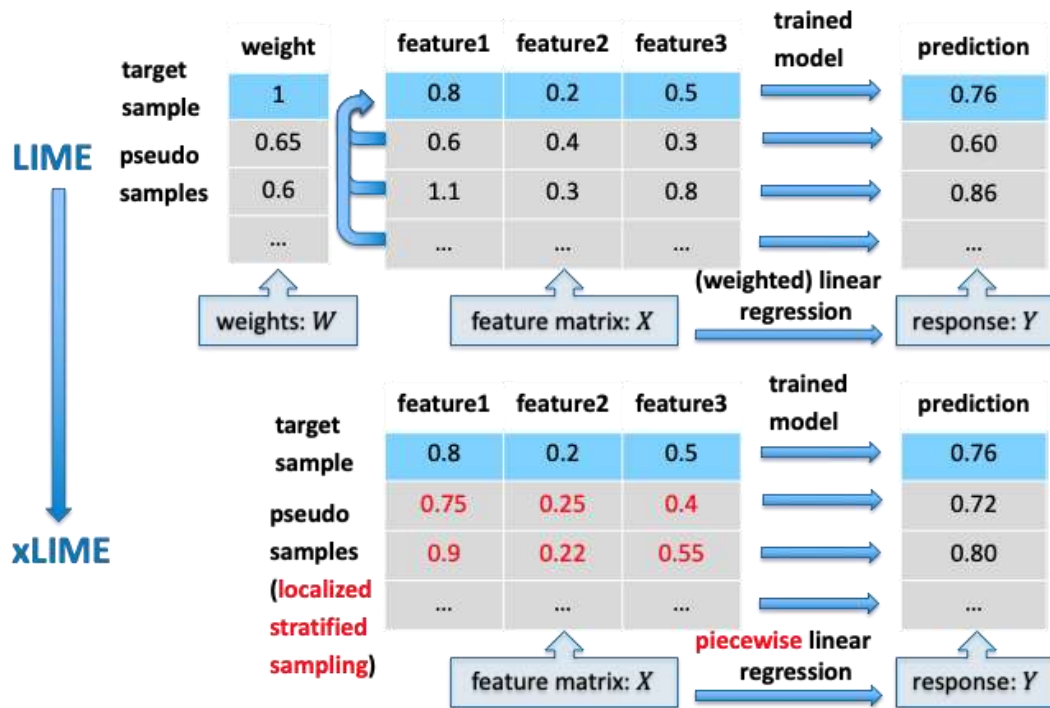 weight feature1 feature2 feature3 trained model prediction
target sample 1 0.8 0.2 0.5 0.76
LIME
pseudo samples 0.65 0.6 0.4 0.3 0.60
0.6 1.1 0.3 0.8 0.86
... ... ... ... ...
(weighted) linear
regression
weights: W feature matrix: X response: Y
feature1 feature2 feature3 trained model prediction
target sample 0.8 0.2 0.5 0.76
xLIME
pseudo samples 0.75 0.25 0.4 0.72
0.9 0.22 0.55 0.80
(localized
stratified
sampling)
... ... ... ...
piecewise linear
regression
feature matrix: X response: Y